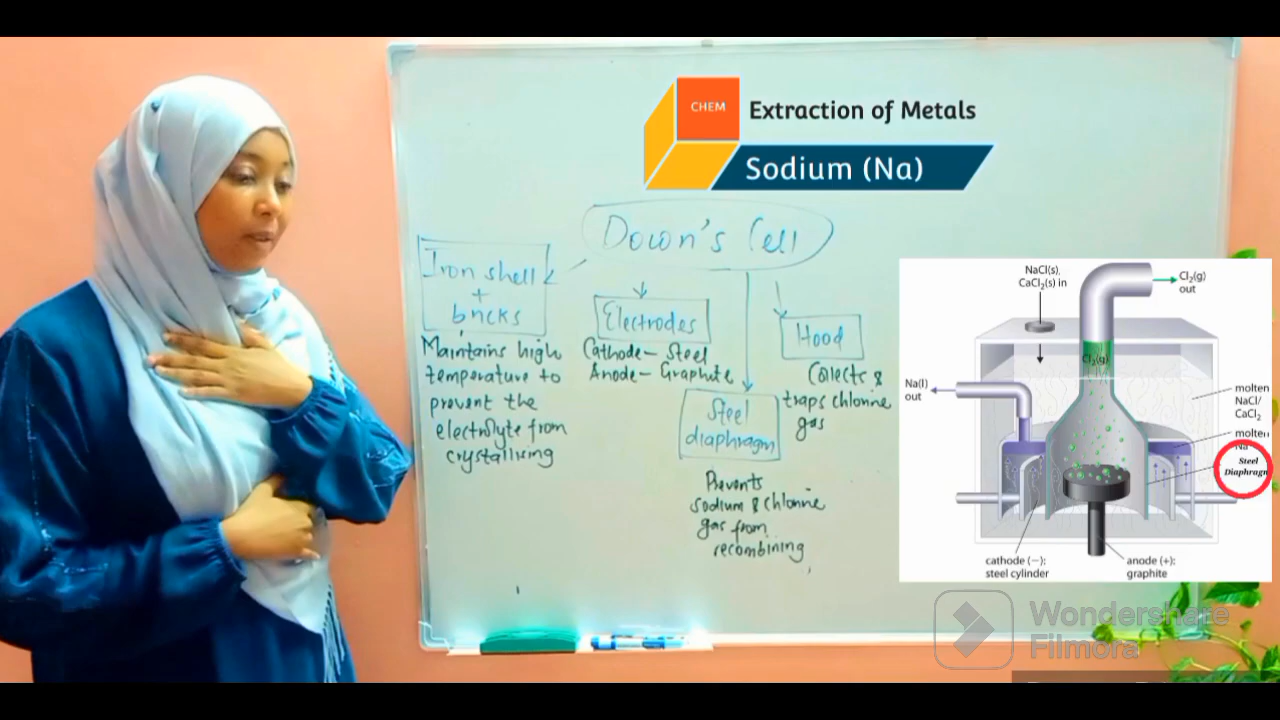 CHEM
Extraction of Metals
Sodium (Na)
Down's Cell
Iron shell
+
bricks
Maintains high
temperature to
prevent the
electrolyte from
crystallising
Electrodes
Cathode – Steel
Anode – Graphite
Steel
diaphragm
Prevents
sodium & chlorine
gas from
recombining
Hood
Collects &
traps chlorine
gas
NaCl(s),
CaCl2(s) in
Cl2(g)
out
Cl2(g)
Na(l)
out
molten
NaCl/
CaCl2
molten
Na
Steel
Diaphragm
cathode (−):
steel cylinder
anode (+):
graphite
Wondershare
Filmora